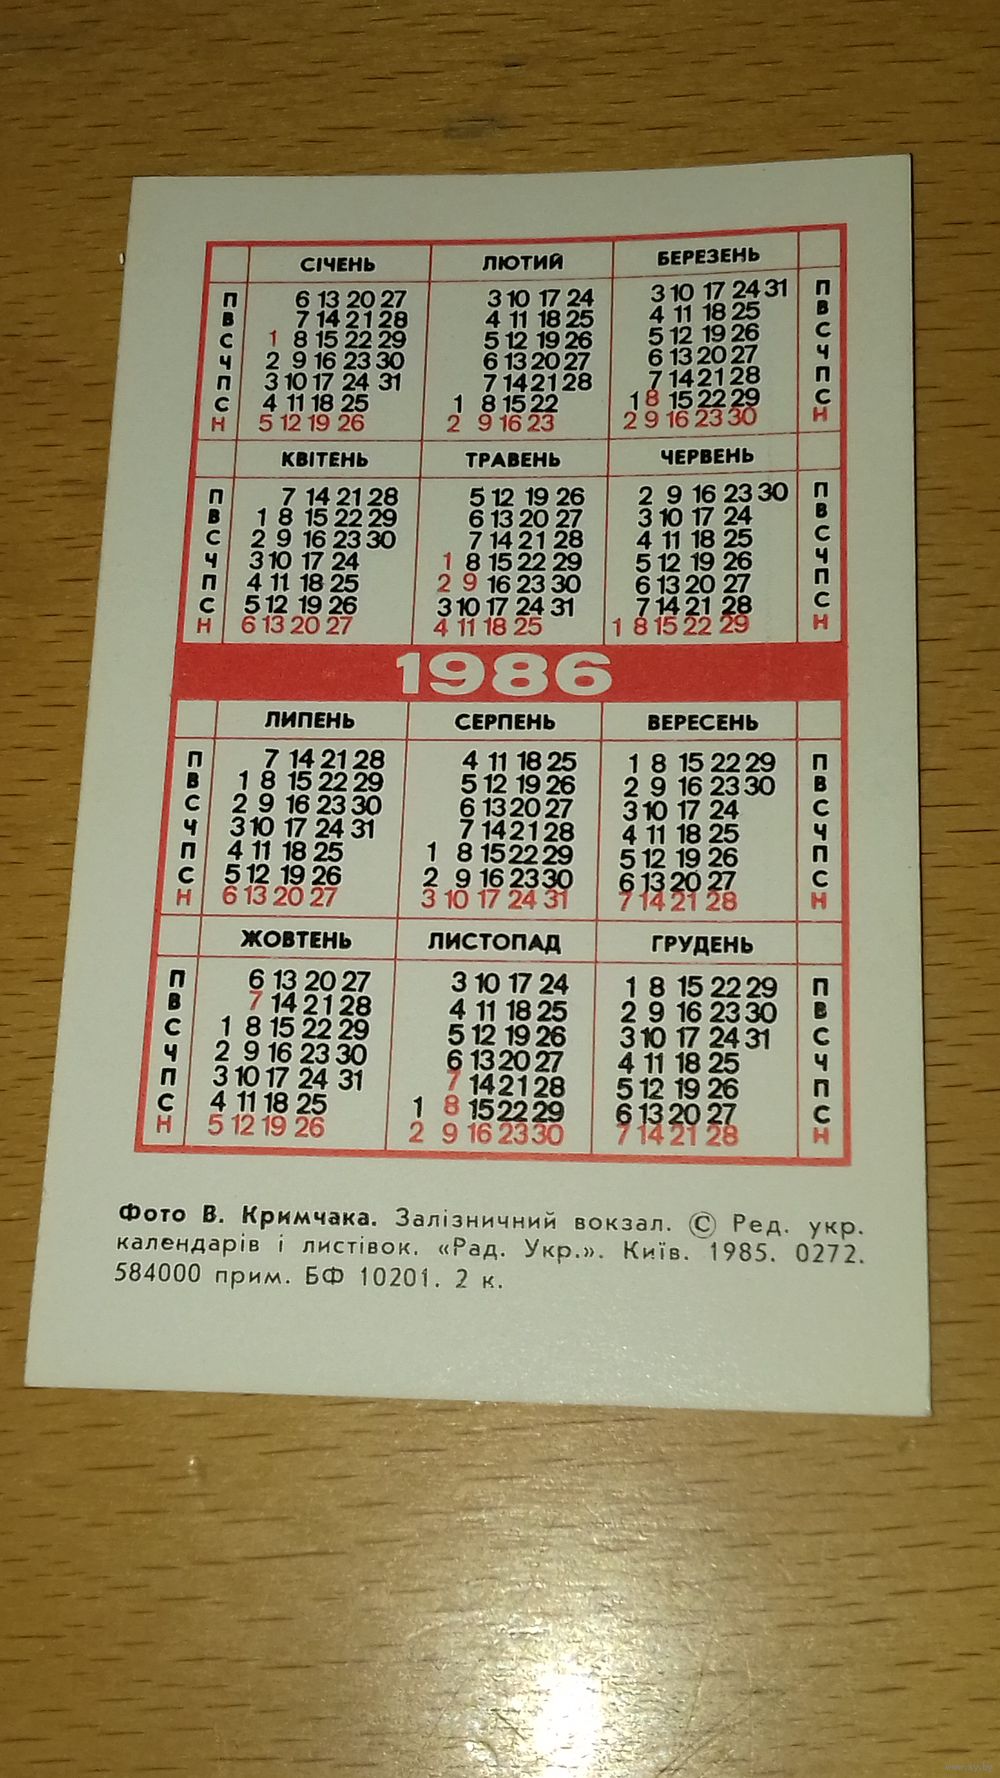 СІЧЕНЬ ЛЮТИЙ БЕРЕЗЕНЬ
П 6 13 20 27 3 10 17 24 3 10 17 24 31 П
В 7 14 21 28 4 11 18 25 4 11 18 25 В
С 1 8 15 22 29 5 12 19 26 5 12 19 26 С
Ч 2 9 16 23 30 6 13 20 27 6 13 20 27 Ч
П 3 10 17 24 31 7 14 21 28 7 14 21 28 П
С 4 11 18 25 1 8 15 22 1 8 15 22 29 С
Н 5 12 19 26 2 9 16 23 2 9 16 23 30 Н
КВІТЕНЬ ТРАВЕНЬ ЧЕРВЕНЬ
П 7 14 21 28 5 12 19 26 2 9 16 23 30 П
В 1 8 15 22 29 6 13 20 27 3 10 17 24 В
С 2 9 16 23 30 7 14 21 28 4 11 18 25 С
Ч 3 10 17 24 1 8 15 22 29 5 12 19 26 Ч
П 4 11 18 25 2 9 16 23 30 6 13 20 27 П
С 5 12 19 26 3 10 17 24 31 7 14 21 28 С
Н 6 13 20 27 4 11 18 25 1 8 15 22 29 Н
1986
ЛИПЕНЬ СЕРПЕНЬ ВЕРЕСЕНЬ
П 7 14 21 28 4 11 18 25 1 8 15 22 29 П
В 1 8 15 22 29 5 12 19 26 2 9 16 23 30 В
С 2 9 16 23 30 6 13 20 27 3 10 17 24 С
Ч 3 10 17 24 31 7 14 21 28 4 11 18 25 Ч
П 4 11 18 25 1 8 15 22 29 5 12 19 26 П
С 5 12 19 26 2 9 16 23 30 6 13 20 27 С
Н 6 13 20 27 3 10 17 24 31 7 14 21 28 Н
ЖОВТЕНЬ ЛИСТОПАД ГРУДЕНЬ
П 6 13 20 27 3 10 17 24 1 8 15 22 29 П
В 7 14 21 28 4 11 18 25 2 9 16 23 30 В
С 1 8 15 22 29 5 12 19 26 3 10 17 24 31 С
Ч 2 9 16 23 30 6 13 20 27 4 11 18 25 Ч
П 3 10 17 24 31 7 14 21 28 5 12 19 26 П
С 4 11 18 25 1 8 15 22 29 6 13 20 27 С
Н 5 12 19 26 2 9 16 23 30 7 14 21 28 Н
Фото В. Кримчака. Залізничний вокзал. © Ред. укр.
календарів і листівок. «Рад. Укр.». Київ. 1985. 0272.
584000 прим. БФ 10201. 2 к.